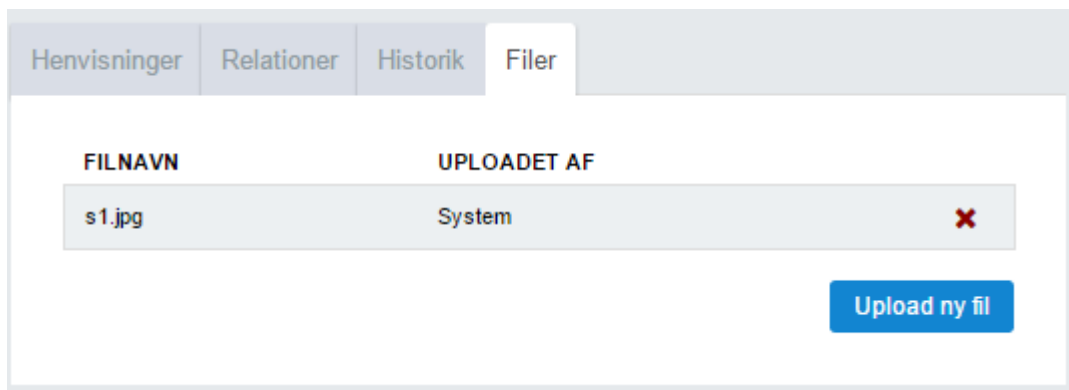 Henvisninger Relationer Historik Filer
FILNAVN UPLOADET AF
s1.jpg System
Upload ny fil